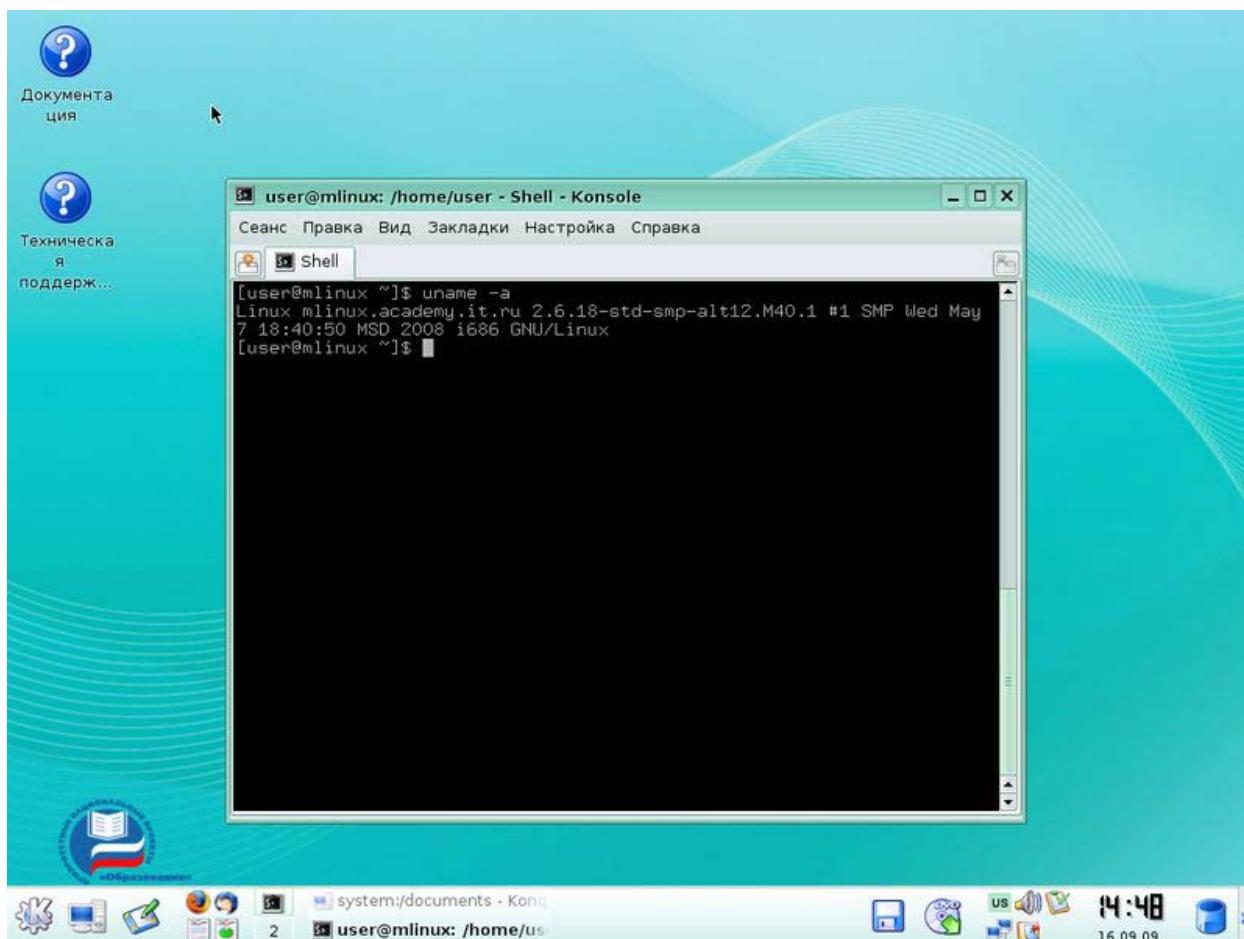 Документа
ция
Техническа
я
поддерж...
user@mlinux: /home/user - Shell - Konsole
Сеанс Правка Вид Закладки Настройка Справка
Shell
[user@mlinux ~]$ uname -a
Linux mlinux.academy.it.ru 2.6.18-std-smp-alt12.M40.1 #1 SMP Wed May
7 18:40:50 MSD 2008 i686 GNU/Linux
[user@mlinux ~]$
«Образование»
2
system:/documents - Konq
user@mlinux: /home/us
us
14:48
16.09.09